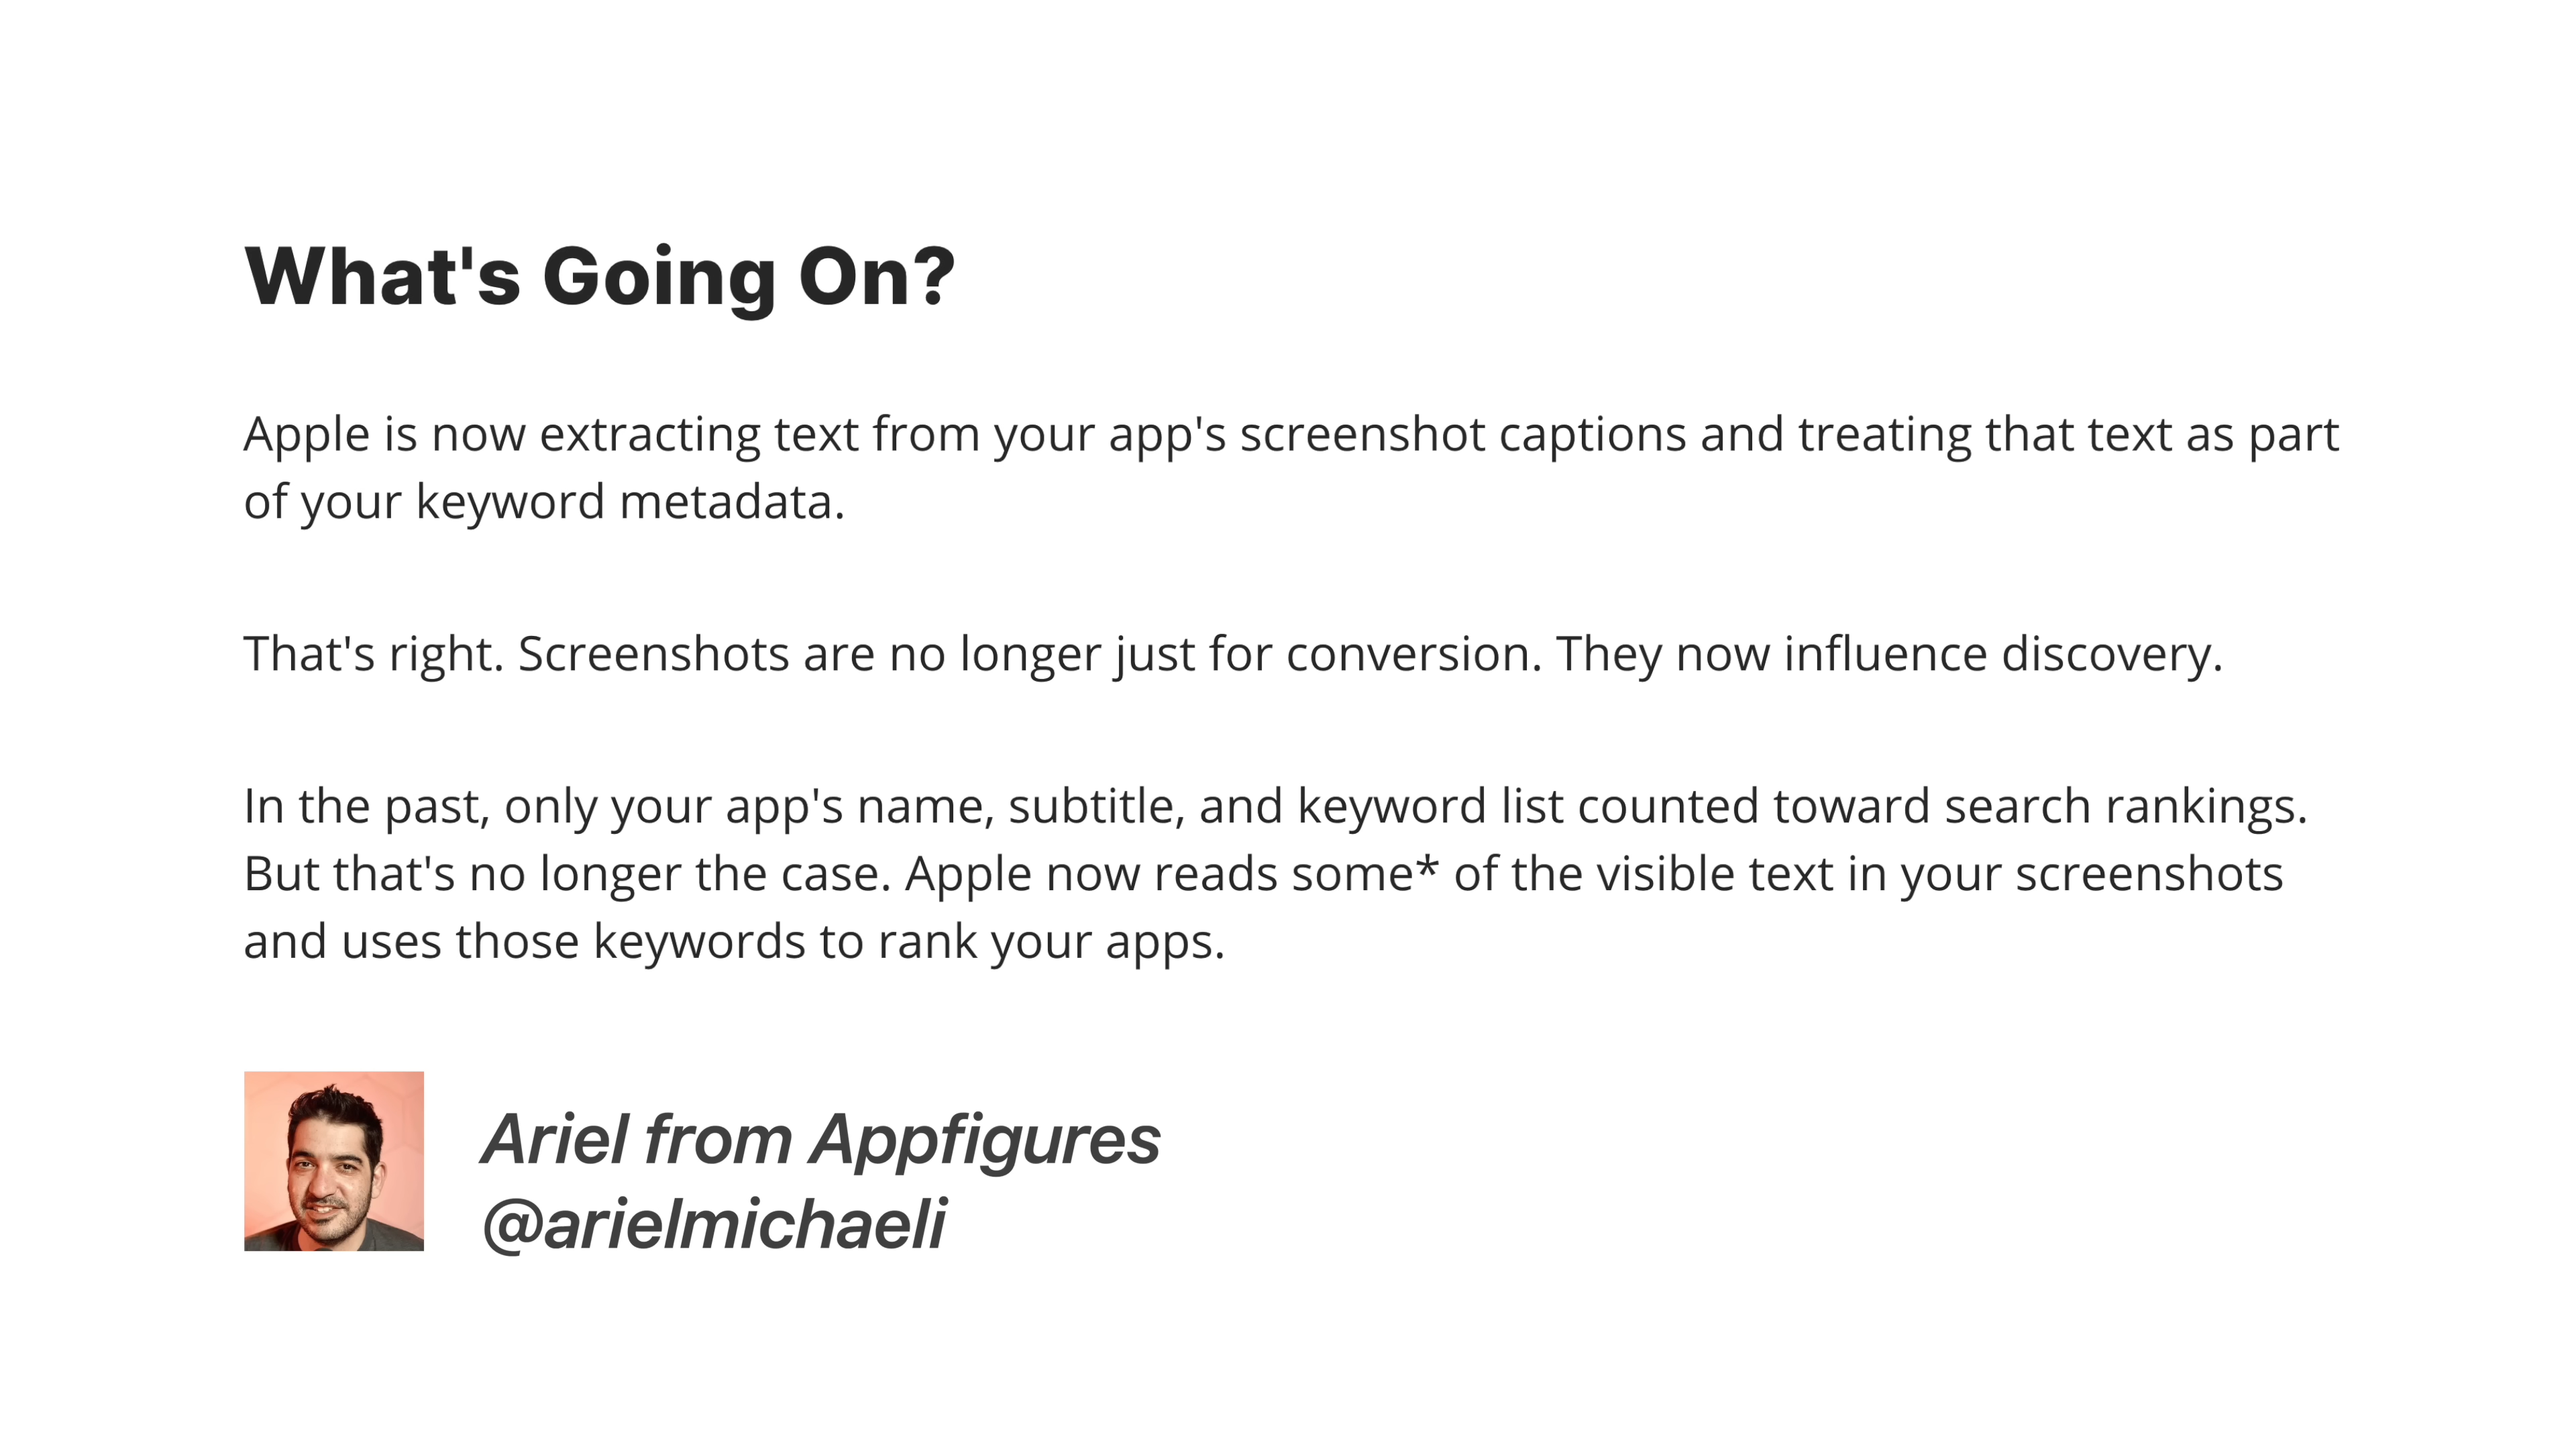 What's Going On?
Apple is now extracting text from your app's screenshot captions and treating that text as part
of your keyword metadata.
That's right. Screenshots are no longer just for conversion. They now influence discovery.
In the past, only your app's name, subtitle, and keyword list counted toward search rankings.
But that's no longer the case. Apple now reads some* of the visible text in your screenshots
and uses those keywords to rank your apps.
Ariel from Appfigures
@arielmichaeli